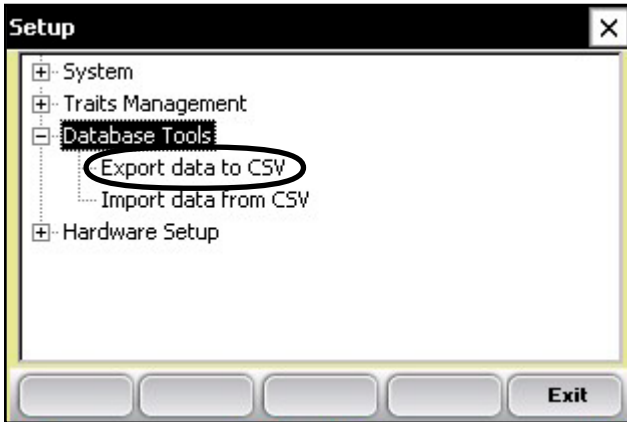 Setup
System
Traits Management
Database Tools
Export data to CSV
Import data from CSV
Hardware Setup
Exit